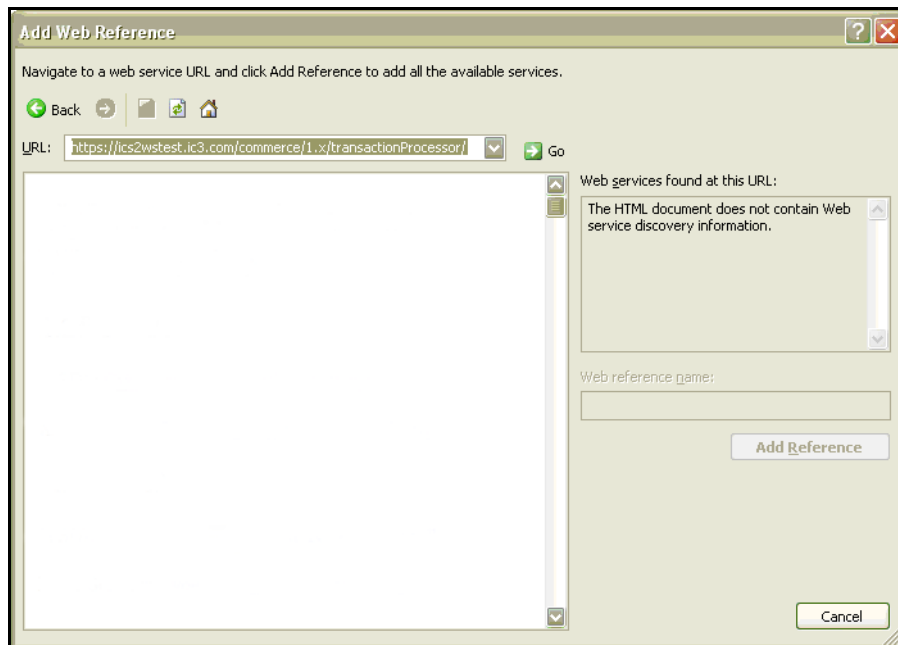 Add Web Reference
Navigate to a web service URL and click Add Reference to add all the available services.
Back
URL: https://ics2wstest.ic3.com/commerce/1.x/transactionProcessor/ Go
Web services found at this URL:
The HTML document does not contain Web
service discovery information.
Web reference name:
Add Reference
Cancel